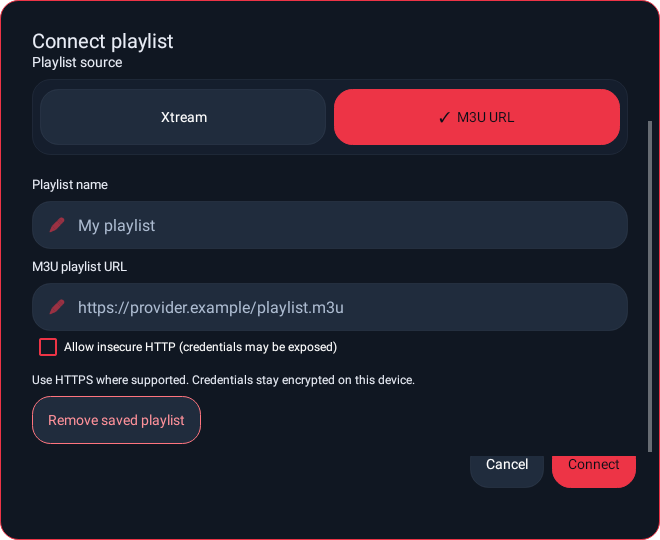 Connect playlist
Playlist source
Xtream
✓ M3U URL
Playlist name
My playlist
M3U playlist URL
https://provider.example/playlist.m3u
Allow insecure HTTP (credentials may be exposed)
Use HTTPS where supported. Credentials stay encrypted on this device.
Remove saved playlist
Cancel
Connect